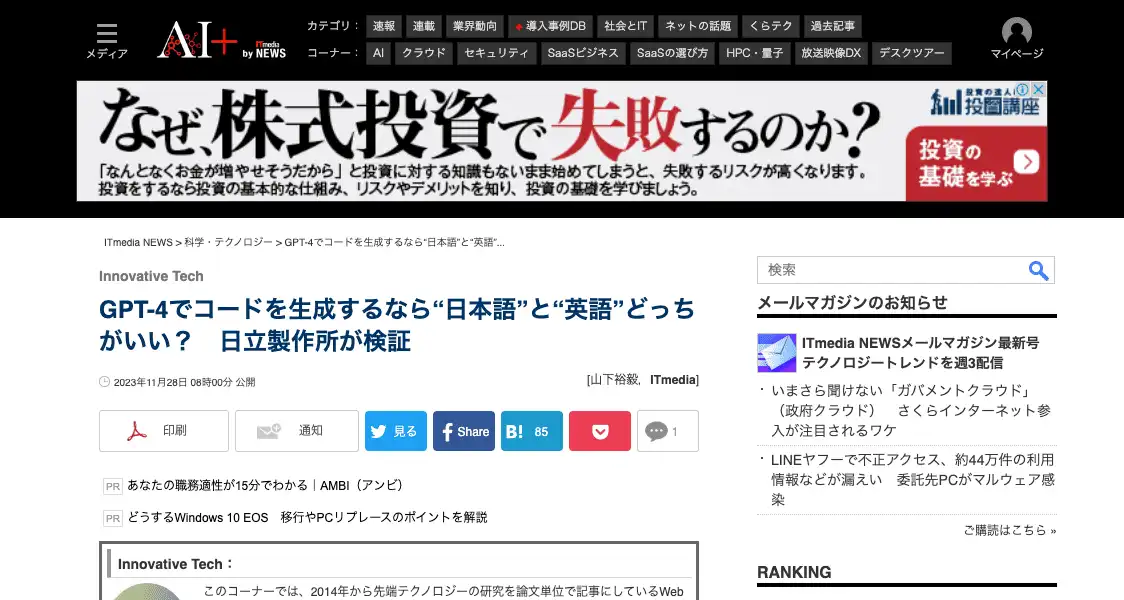 メディア
AI+ by ITmedia NEWS
カテゴリ： 速報 連載 業界動向 導入事例DB 社会とIT ネットの話題 くらテク 過去記事
コーナー： AI クラウド セキュリティ SaaSビジネス SaaSの選び方 HPC・量子 放送映像DX デスクツアー
マイページ
なぜ、株式投資で失敗するのか?
「なんとなくお金が増やせそうだから」と投資に対する知識もないまま始めてしまうと、失敗するリスクが高くなります。
投資をするなら投資の基本的な仕組み、リスクやデメリットを知り、投資の基礎を学びましょう。
投資の達人
投圜講座
投資の
基礎を学ぶ
ITmedia NEWS > 科学・テクノロジー > GPT-4でコードを生成するなら“日本語”と“英語”...
Innovative Tech
GPT-4でコードを生成するなら“日本語”と“英語”どっち
がいい？　日立製作所が検証
2023年11月28日 08時00分 公開
[山下裕毅，ITmedia]
印刷 通知 見る Share B! 85 1
PR あなたの職務適性が15分でわかる｜AMBI（アンビ）
PR どうするWindows 10 EOS　移行やPCリプレースのポイントを解説
Innovative Tech：
このコーナーでは、2014年から先端テクノロジーの研究を論文単位で記事にしているWeb
検索
メールマガジンのお知らせ
ITmedia NEWSメールマガジン最新号
テクノロジートレンドを週3配信
・いまさら聞けない「ガバメントクラウド」
（政府クラウド）　さくらインターネット参
入が注目されるワケ
・LINEヤフーで不正アクセス、約44万件の利用
情報などが漏えい　委託先PCがマルウェア感
染
ご購読はこちら »
RANKING